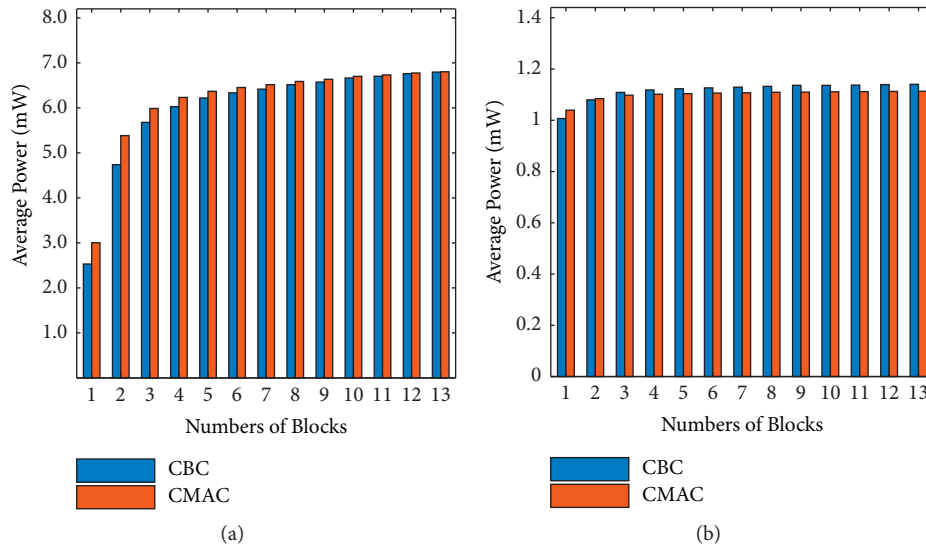 8.0
7.0
6.0
5.0
4.0
3.0
2.0
1.0
Average Power (mW)
1 2 3 4 5 6 7 8 9 10 11 12 13
Numbers of Blocks
CBC
CMAC
(a)
1.4
1.2
1
0.8
0.6
0.4
0.2
0
Average Power (mW)
1 2 3 4 5 6 7 8 9 10 11 12 13
Numbers of Blocks
CBC
CMAC
(b)